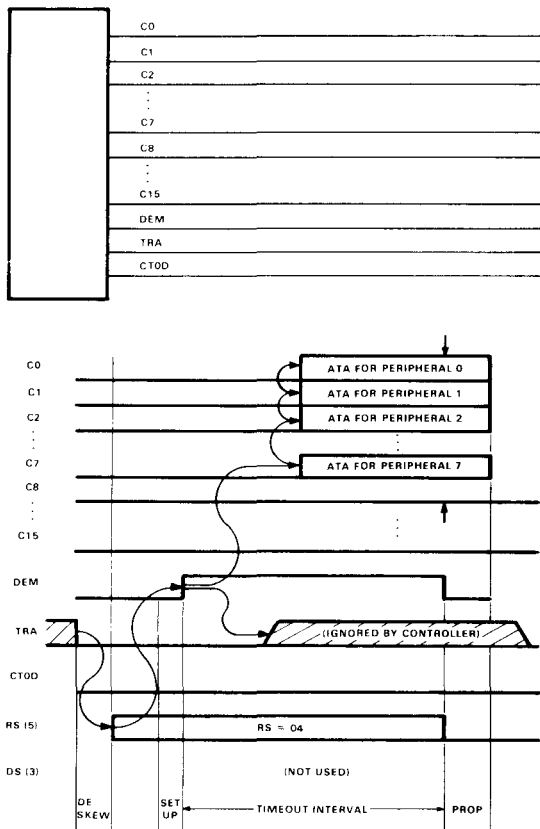 C0
C1
C2
C7
C8
C15
DEM
TRA
CTOD
C0 ATA FOR PERIPHERAL 0
C1 ATA FOR PERIPHERAL 1
C2 ATA FOR PERIPHERAL 2
C7 ATA FOR PERIPHERAL 7
C8
C15
DEM
TRA (IGNORED BY CONTROLLER)
CTOD
RS (5) RS = 04
DS (3) (NOT USED)
DE SET
SKEW UP TIMEOUT INTERVAL PROP